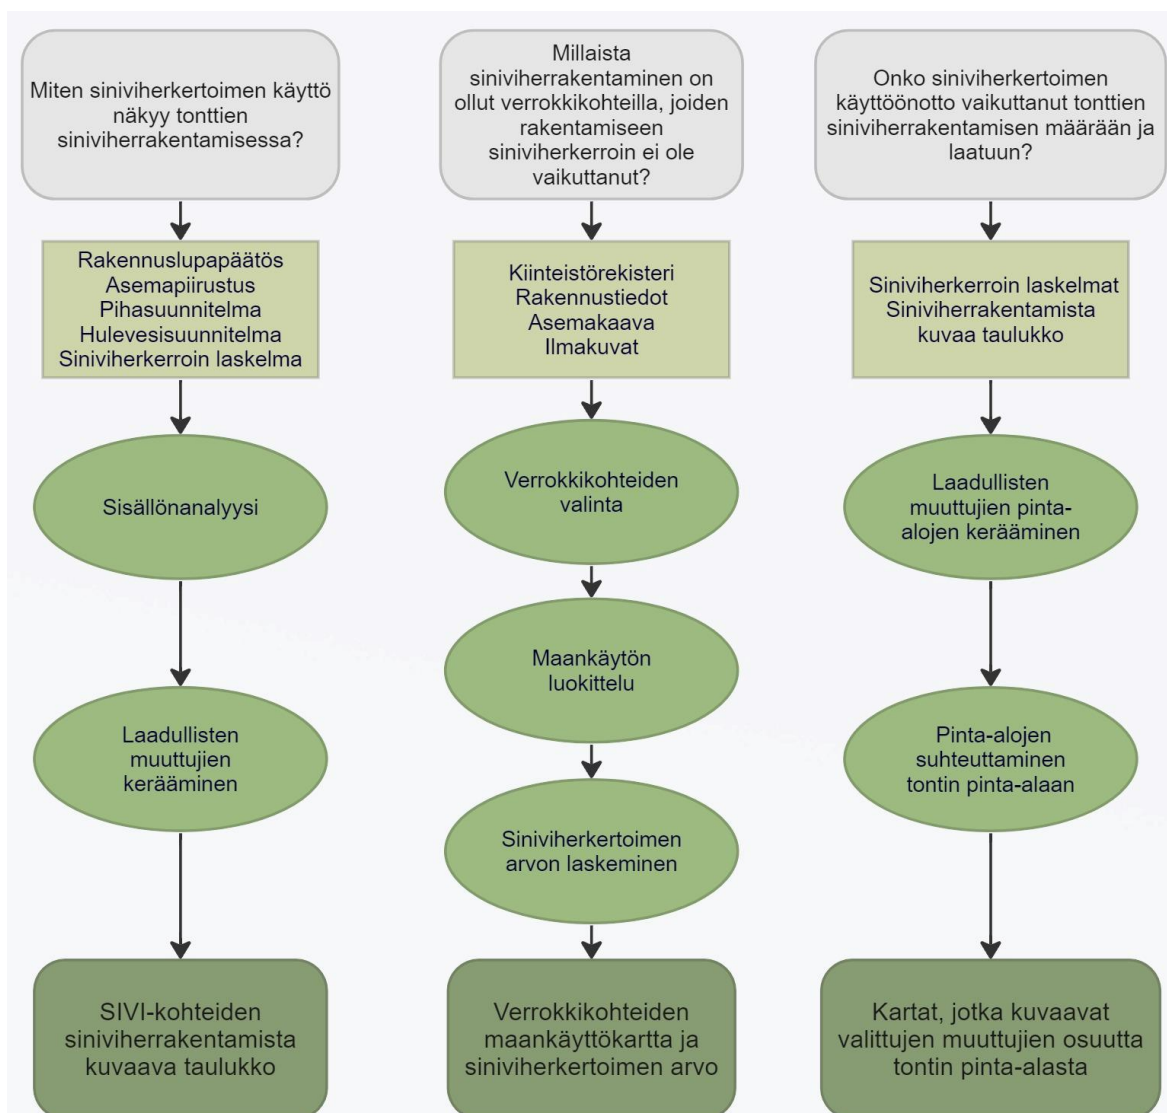 Miten siniviherkertoimen käyttö
näkyy tonttien
siniviherrakentamisessa?
Rakennuslupapäätös
Asemapiirustus
Pihasuunnitelma
Hulevesisuunnitelma
Siniviherkerroin laskelma
Sisällönanalyysi
Laadullisten
muuttujien
kerääminen
SIVI-kohteiden
siniviherrakentamista
kuvaava taulukko
Millaista
siniviherrakentaminen on
ollut verrokkikohteilla, joiden
rakentamiseen
siniviherkerroin ei ole
vaikuttanut?
Kiinteistörekisteri
Rakennustiedot
Asemakaava
Ilmakuvat
Verrokkikohteiden
valinta
Maankäytön
luokittelu
Siniviherkertoimen
arvon laskeminen
Verrokkikohteiden
maankäyttökartta ja
siniviherkertoimen arvo
Onko siniviherkertoimen
käyttöönotto vaikuttanut tonttien
siniviherrakentamisen määrään ja
laatuun?
Siniviherkerroin laskelmat
Siniviherrakentamista
kuvaa taulukko
Laadullisten
muuttujien pinta-
alojen kerääminen
Pinta-alojen
suhteuttaminen
tontin pinta-alaan
Kartat, jotka kuvaavat
valittujen muuttujien osuutta
tontin pinta-alasta